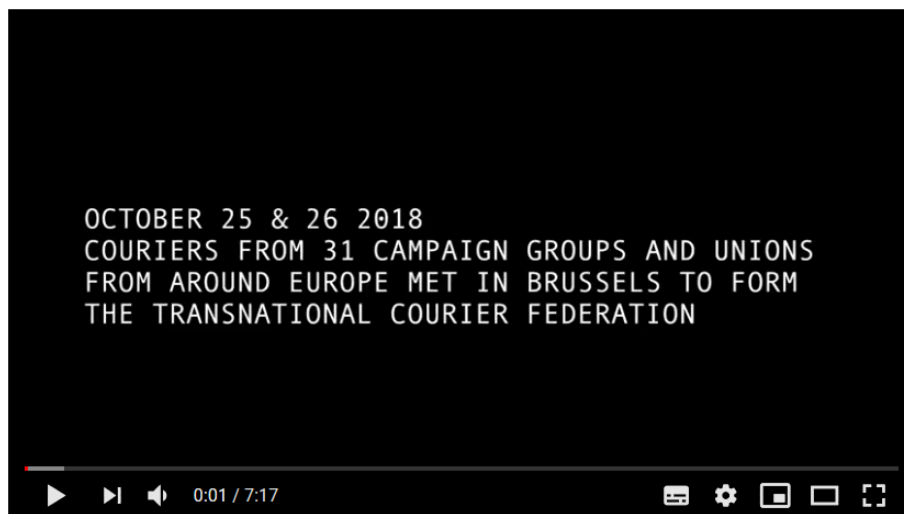 OCTOBER 25 & 26 2018
COURIERS FROM 31 CAMPAIGN GROUPS AND UNIONS
FROM AROUND EUROPE MET IN BRUSSELS TO FORM
THE TRANSNATIONAL COURIER FEDERATION
0:01 / 7:17